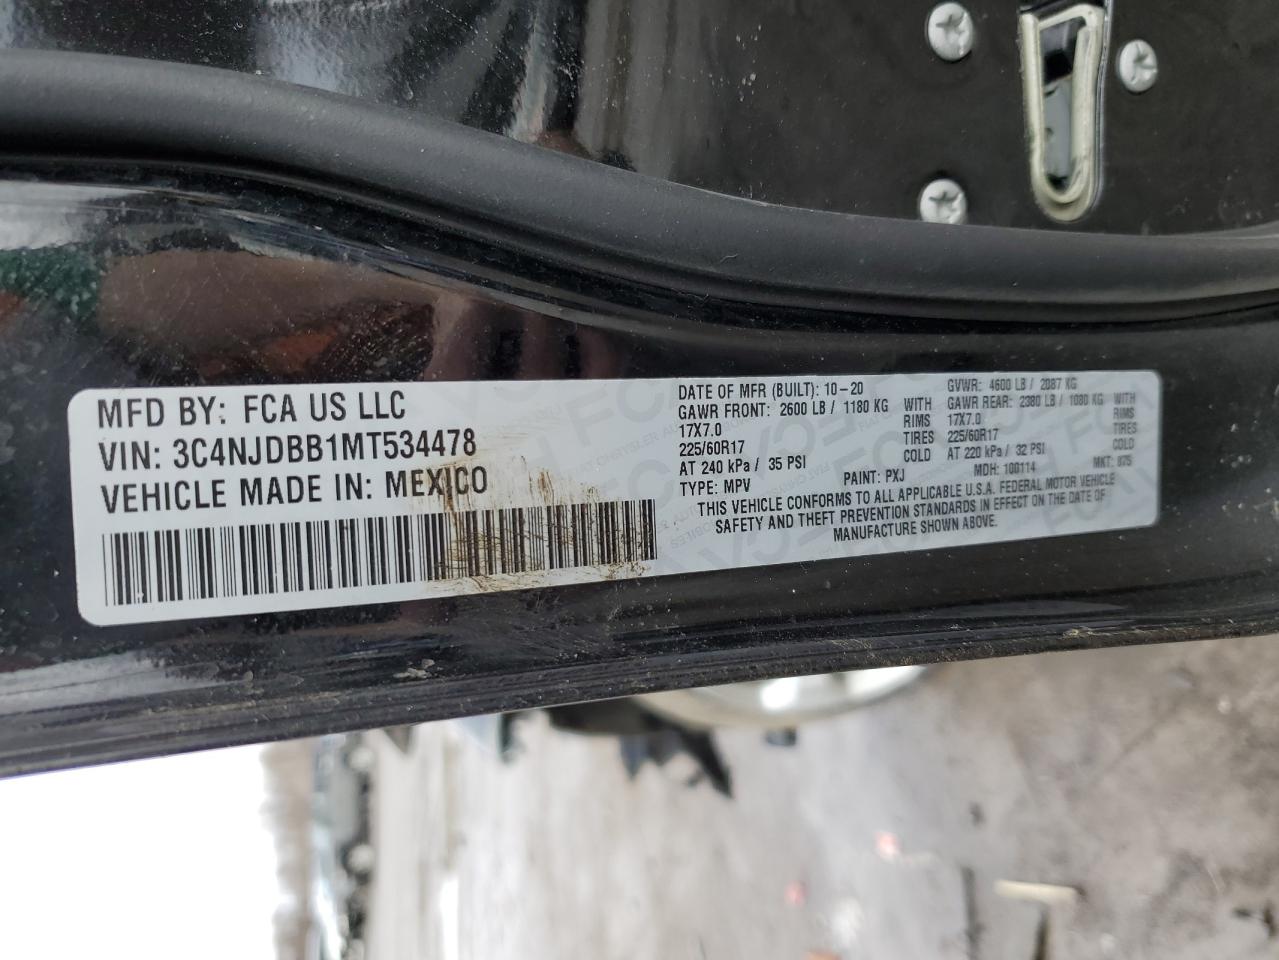 MFD BY: FCA US LLC
VIN: 3C4NJDBB1MT534478
VEHICLE MADE IN: MEXICO
DATE OF MFR (BUILT): 10-20 GVWR: 4600 LB / 2087 KG
GAWR FRONT: 2600 LB / 1180 KG WITH GAWR REAR: 2380 LB / 1080 KG WITH
17X7.0 RIMS 17X7.0 RIMS
225/60R17 TIRES 225/60R17 TIRES
AT 240 kPa / 35 PSI COLD AT 220 kPa / 32 PSI COLD
TYPE: MPV PAINT: PXJ MDH: 100114 MKT: 875
THIS VEHICLE CONFORMS TO ALL APPLICABLE U.S.A. FEDERAL MOTOR VEHICLE
SAFETY AND THEFT PREVENTION STANDARDS IN EFFECT ON THE DATE OF
MANUFACTURE SHOWN ABOVE.